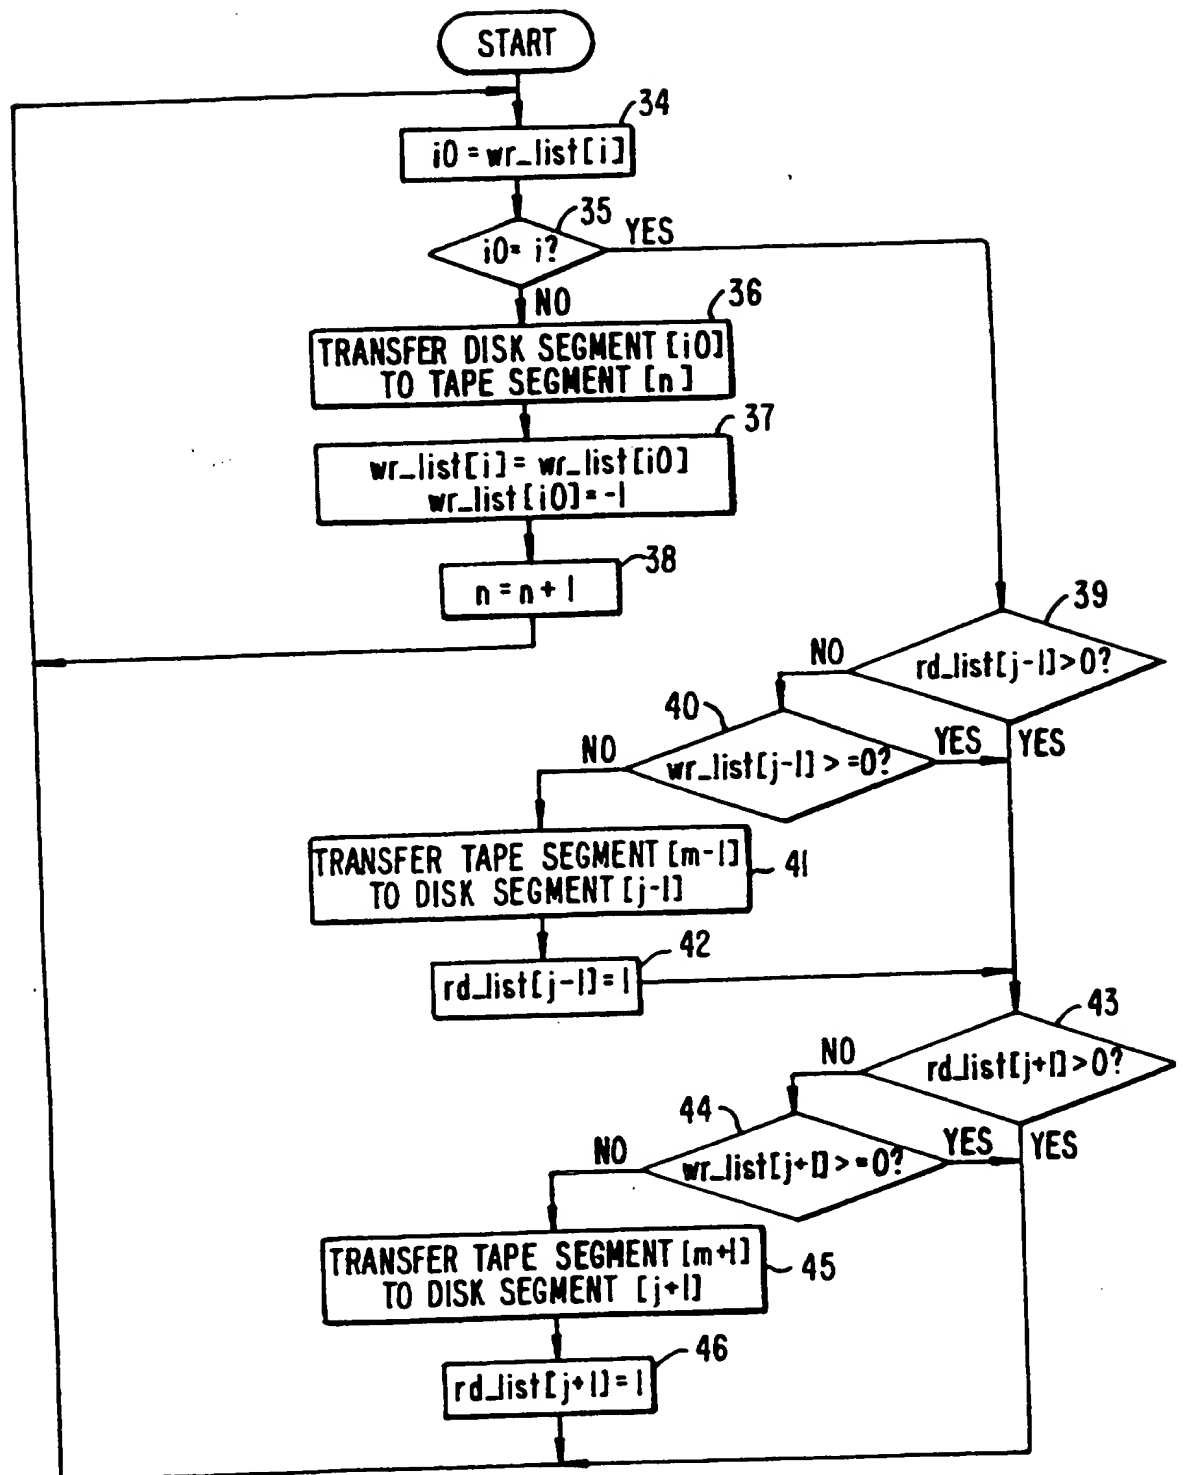 START
34
i0 = wr_list[i]
35
i0= i?
YES
NO
36
TRANSFER DISK SEGMENT [i0]
TO TAPE SEGMENT [n]
37
wr_list[i] = wr_list[i0]
wr_list[i0] = -1
38
n = n + 1
39
rd_list[j-1]>0?
NO
YES
40
wr_list[j-1] > =0?
NO
YES
TRANSFER TAPE SEGMENT [m-1]
TO DISK SEGMENT [j-1]
41
42
rd_list[j-1] = 1
43
rd_list[j+1] >0?
NO
YES
44
wr_list[j+1] > =0?
NO
YES
TRANSFER TAPE SEGMENT [m+1]
TO DISK SEGMENT [j+1]
45
46
rd_list[j+1] = 1